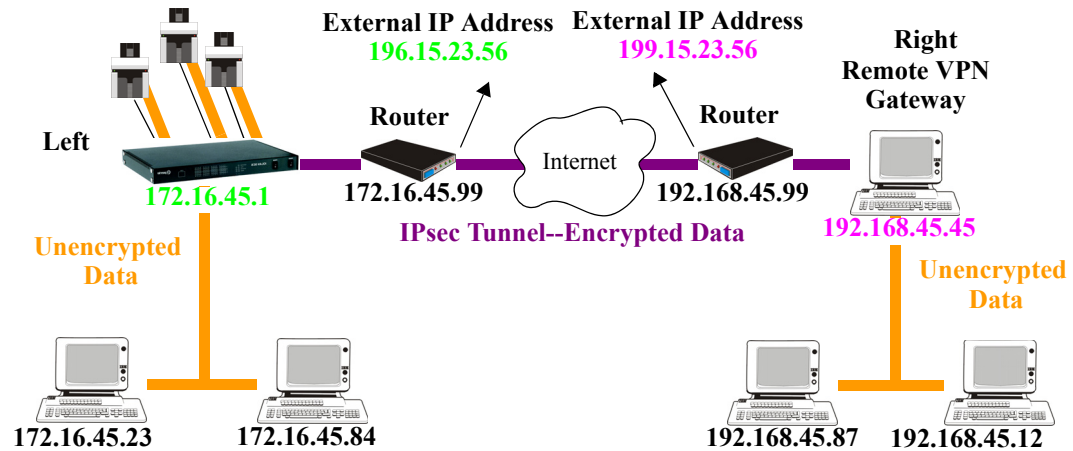 External IP Address
196.15.23.56
External IP Address
199.15.23.56
Right
Remote VPN
Gateway
Left
Router
Internet
Router
172.16.45.1
172.16.45.99
192.168.45.99
192.168.45.45
IPsec Tunnel--Encrypted Data
Unencrypted
Data
Unencrypted
Data
172.16.45.23
172.16.45.84
192.168.45.87
192.168.45.12